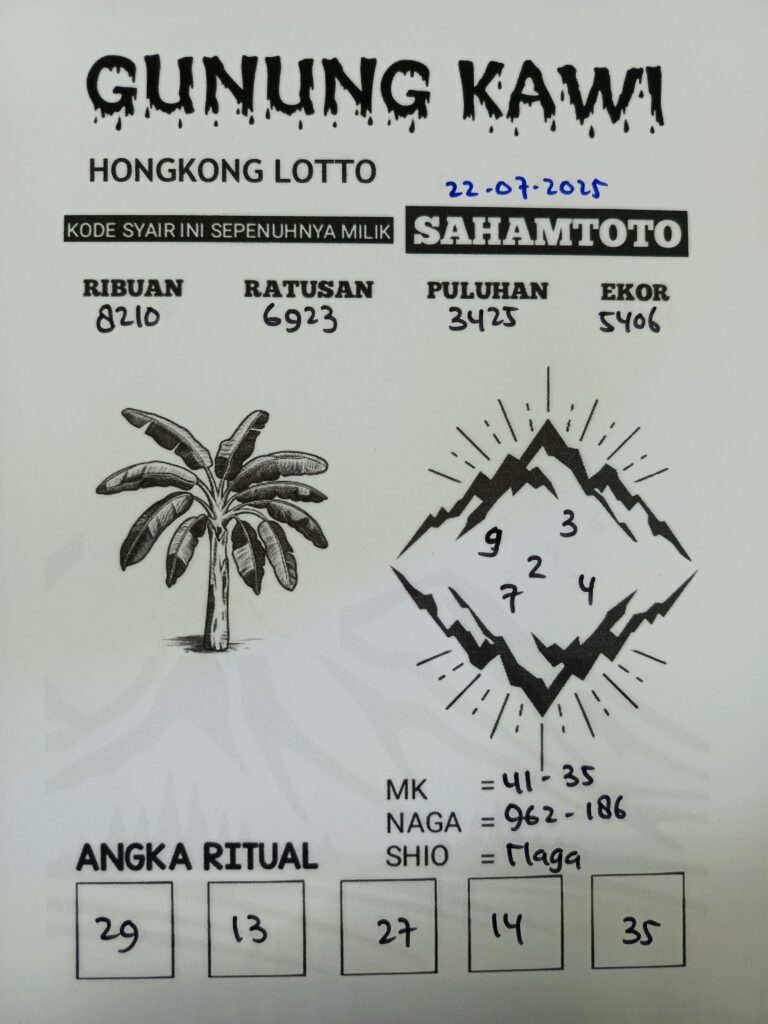 GUNUNG KAWI
HONGKONG LOTTO
22-07-2025
KODE SYAIR INI SEPENUHNYA MILIK SAHAMTOTO
RIBUAN RATUSAN PULUHAN EKOR
8210 6923 3425 5406
9 3
2
7 4
MK = 41 - 35
NAGA = 962 - 186
SHIO = Naga
ANGKA RITUAL
29 13 27 14 35